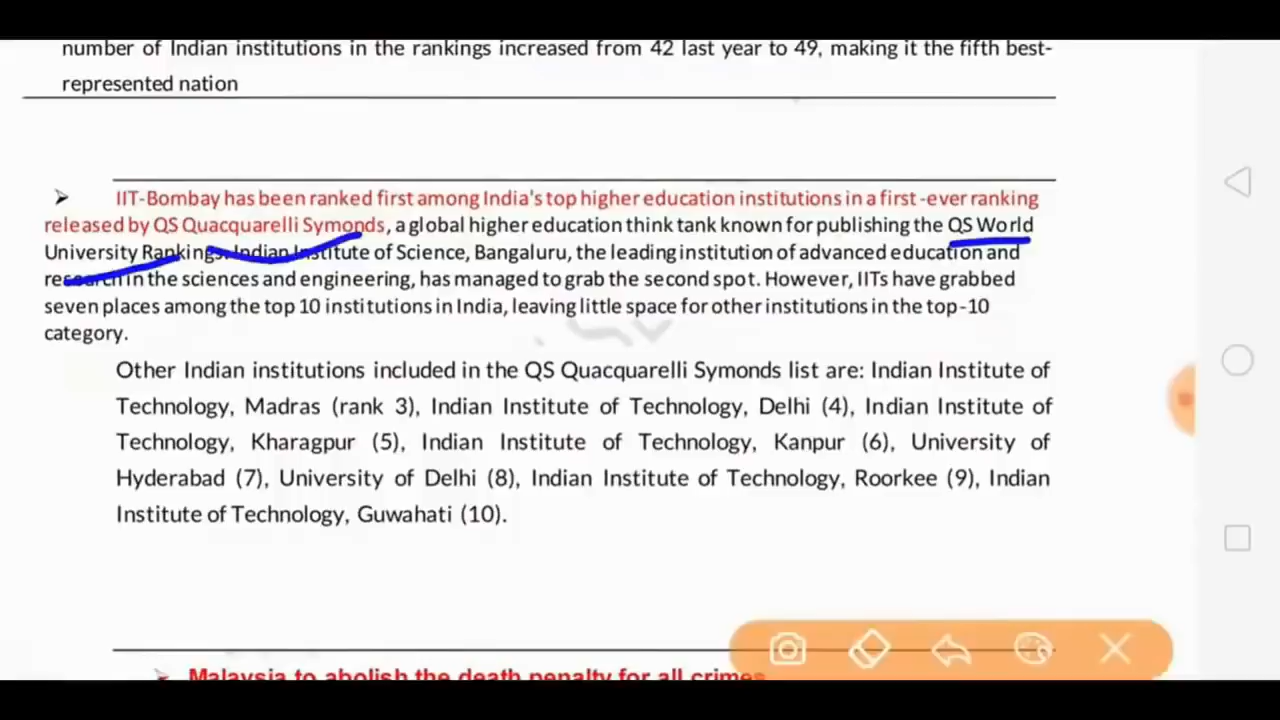 number of Indian institutions in the rankings increased from 42 last year to 49, making it the fifth best-
represented nation
IIT-Bombay has been ranked first among India's top higher education institutions in a first -ever ranking
released by QS Quacquarelli Symonds, a global higher education think tank known for publishing the QS World
University Rankings. Indian Institute of Science, Bangaluru, the leading institution of advanced education and
research in the sciences and engineering, has managed to grab the second spot. However, IITs have grabbed
seven places among the top 10 institutions in India, leaving little space for other institutions in the top-10
category.
Other Indian institutions included in the QS Quacquarelli Symonds list are: Indian Institute of
Technology, Madras (rank 3), Indian Institute of Technology, Delhi (4), Indian Institute of
Technology, Kharagpur (5), Indian Institute of Technology, Kanpur (6), University of
Hyderabad (7), University of Delhi (8), Indian Institute of Technology, Roorkee (9), Indian
Institute of Technology, Guwahati (10).
Malaysia to abolish the death penalty for all crimes